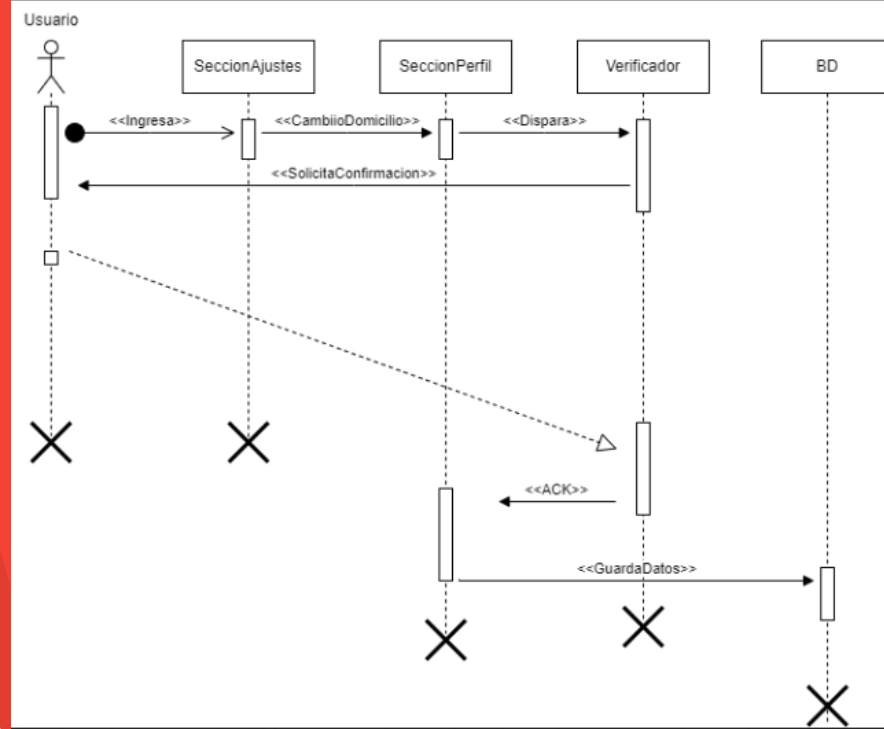 Usuario
SeccionAjustes
SeccionPerfil
Verificador
BD
<<Ingresa>>
<<CambiioDomicilio>>
<<Dispara>>
<<SolicitaConfirmacion>>
<<ACK>>
<<GuardaDatos>>